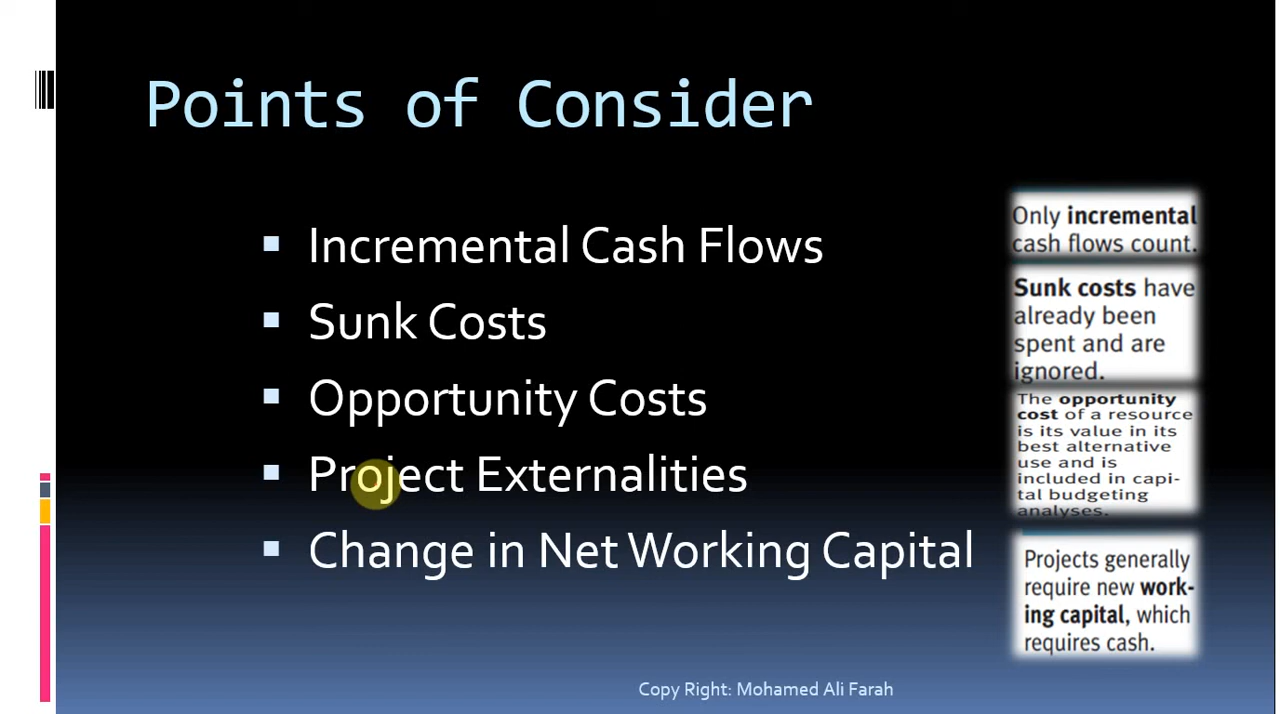 Points of Consider
Incremental Cash Flows
Sunk Costs
Opportunity Costs
Project Externalities
Change in Net Working Capital
Only incremental
cash flows count.
Sunk costs have
already been
spent and are
ignored.
The opportunity
cost of a resource
is its value in its
best alternative
use and is
included in capi-
tal budgeting
analyses.
Projects generally
require new work-
ing capital, which
requires cash.
Copy Right: Mohamed Ali Farah